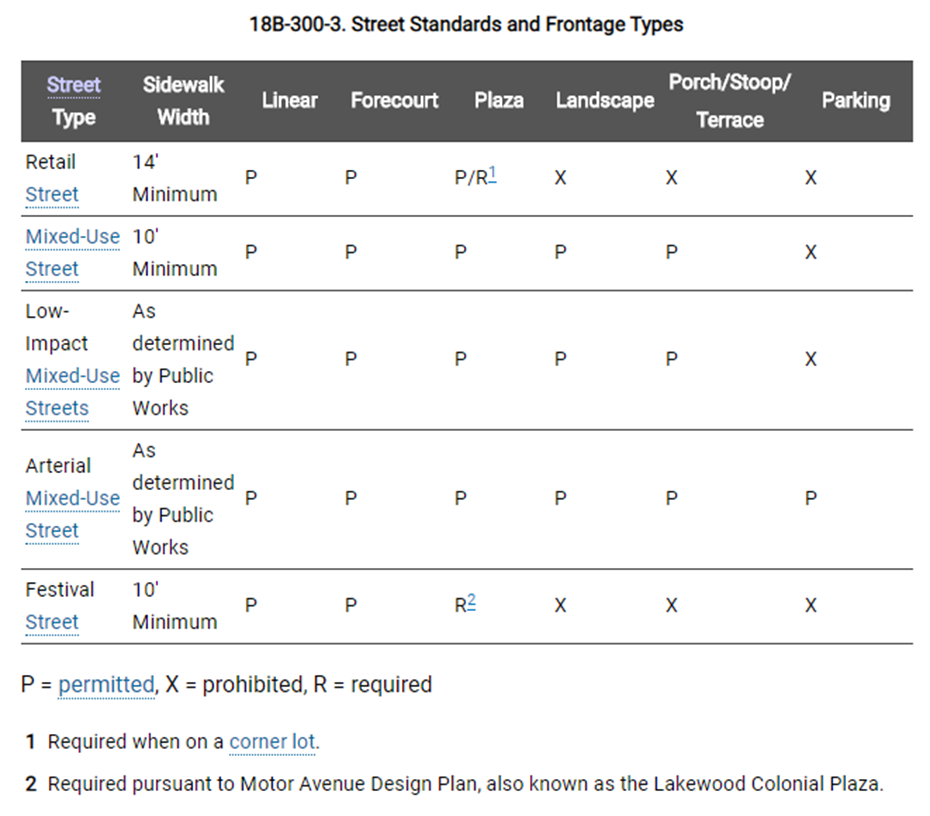 18B-300-3. Street Standards and Frontage Types
Street Type Sidewalk Width Linear Forecourt Plaza Landscape Porch/Stoop/ Terrace Parking
Retail Street 14' Minimum P P P/R1 X X X
Mixed-Use Street 10' Minimum P P P P P X
Low-Impact Mixed-Use Streets As determined by Public Works P P P P P X
Arterial Mixed-Use Street As determined by Public Works P P P P P P
Festival Street 10' Minimum P P R2 X X X
P = permitted, X = prohibited, R = required
1 Required when on a corner lot.
2 Required pursuant to Motor Avenue Design Plan, also known as the Lakewood Colonial Plaza.